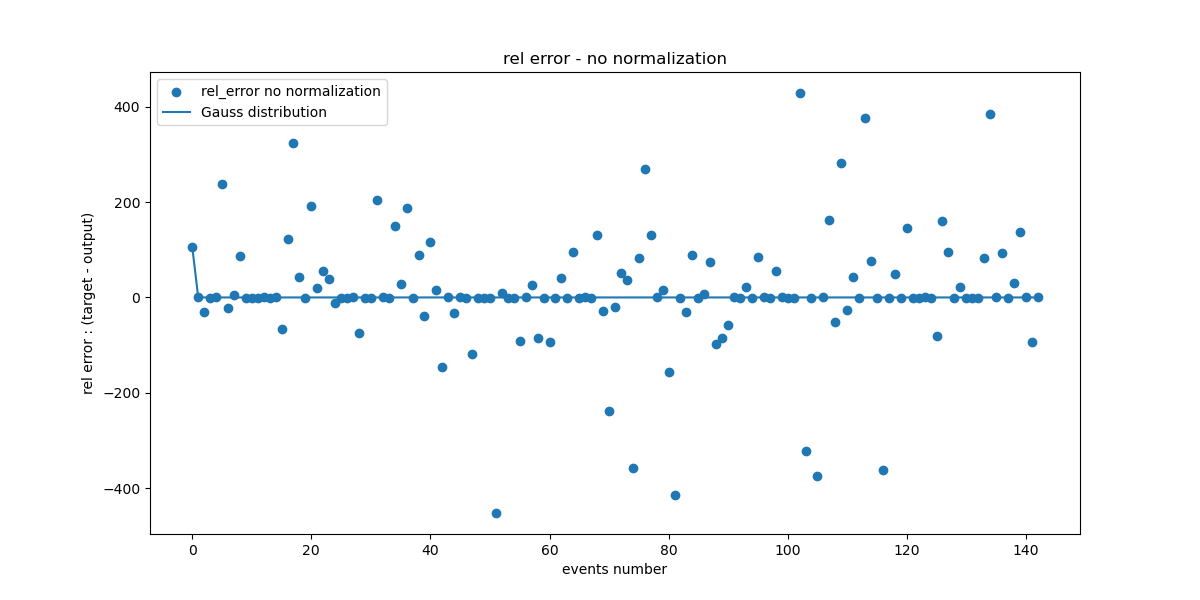 rel error - no normalization
rel_error no normalization
Gauss distribution
rel error : (target - output)
400
200
0
−200
−400
0 20 40 60 80 100 120 140
events number